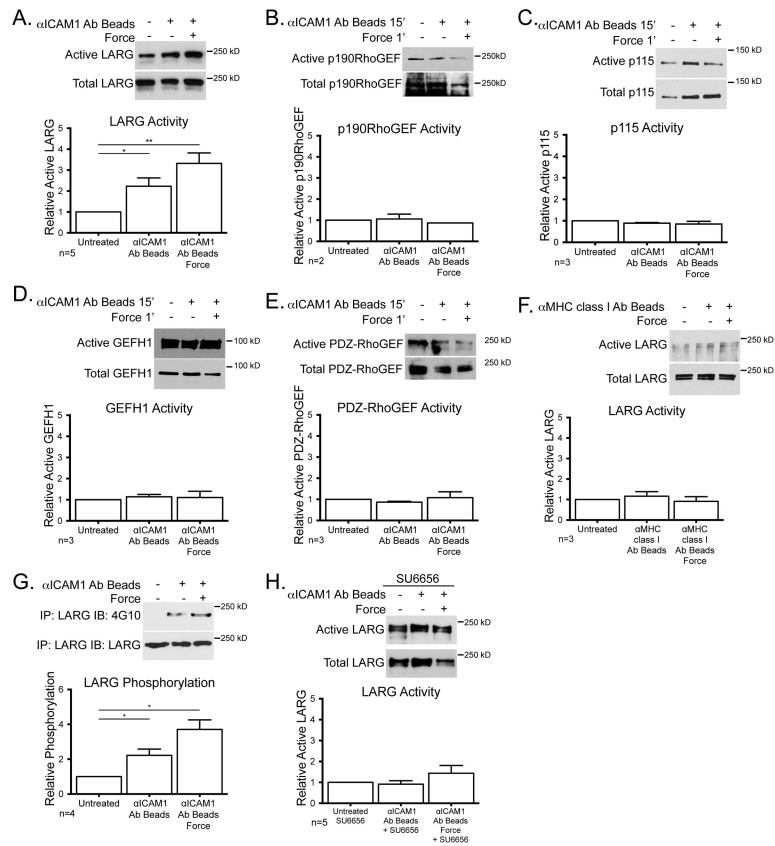 A.
αICAM1 Ab Beads - + +
Force +
Active LARG
250 kD
Total LARG
250 kD
LARG Activity
Relative Active LARG
5
4
3
2
1
0
*
**
Untreated
αICAM1
Ab Beads
αICAM1
Ab Beads
Force
n=5
B.
αICAM1 Ab Beads 15' - + +
Force 1' +
Active p190RhoGEF
250kD
Total p190RhoGEF
250kD
p190RhoGEF Activity
Relative Active p190RhoGEF
5
4
3
2
1
0
Untreated
αICAM1
Ab Beads
αICAM1
Ab Beads
Force
n=2
C.
αICAM1 Ab Beads 15' - + +
Force 1' +
Active p115
150 kD
Total p115
150 kD
p115 Activity
Relative Active p115
5
4
3
2
1
0
Untreated
αICAM1
Ab Beads
αICAM1
Ab Beads
Force
n=3
D.
αICAM1 Ab Beads 15' - + +
Force 1' +
Active GEFH1
100 kD
Total GEFH1
100 kD
GEFH1 Activity
Relative Active GEFH1
5
4
3
2
1
0
Untreated
αICAM1
Ab Beads
αICAM1
Ab Beads
Force
n=3
E.
αICAM1 Ab Beads 15' - + +
Force 1' +
Active PDZ-RhoGEF
250 kD
Total PDZ-RhoGEF
250 kD
PDZ-RhoGEF Activity
Relative Active PDZ-RhoGEF
5
4
3
2
1
0
Untreated
αICAM1
Ab Beads
αICAM1
Ab Beads
Force
n=3
F.
αMHC class I Ab Beads - + +
Force +
Active LARG
250 kD
Total LARG
250 kD
LARG Activity
Relative Active LARG
5
4
3
2
1
0
Untreated
αMHC
class I
Ab Beads
αMHC
class I
Ab Beads
Force
n=3
G.
αICAM1 Ab Beads - + +
Force +
IP: LARG IB: 4G10
250 kD
IP: LARG IB: LARG
250 kD
LARG Phosphorylation
Relative Phosphorylation
6
4
2
0
*
*
Untreated
αICAM1
Ab Beads
αICAM1
Ab Beads
Force
n=4
H.
SU6656
αICAM1 Ab Beads - + +
Force +
Active LARG
250 kD
Total LARG
250 kD
LARG Activity
Relative Active LARG
5
4
3
2
1
0
Untreated
SU6656
αICAM1
Ab Beads
+ SU6656
αICAM1
Ab Beads
Force
+ SU6656
n=5